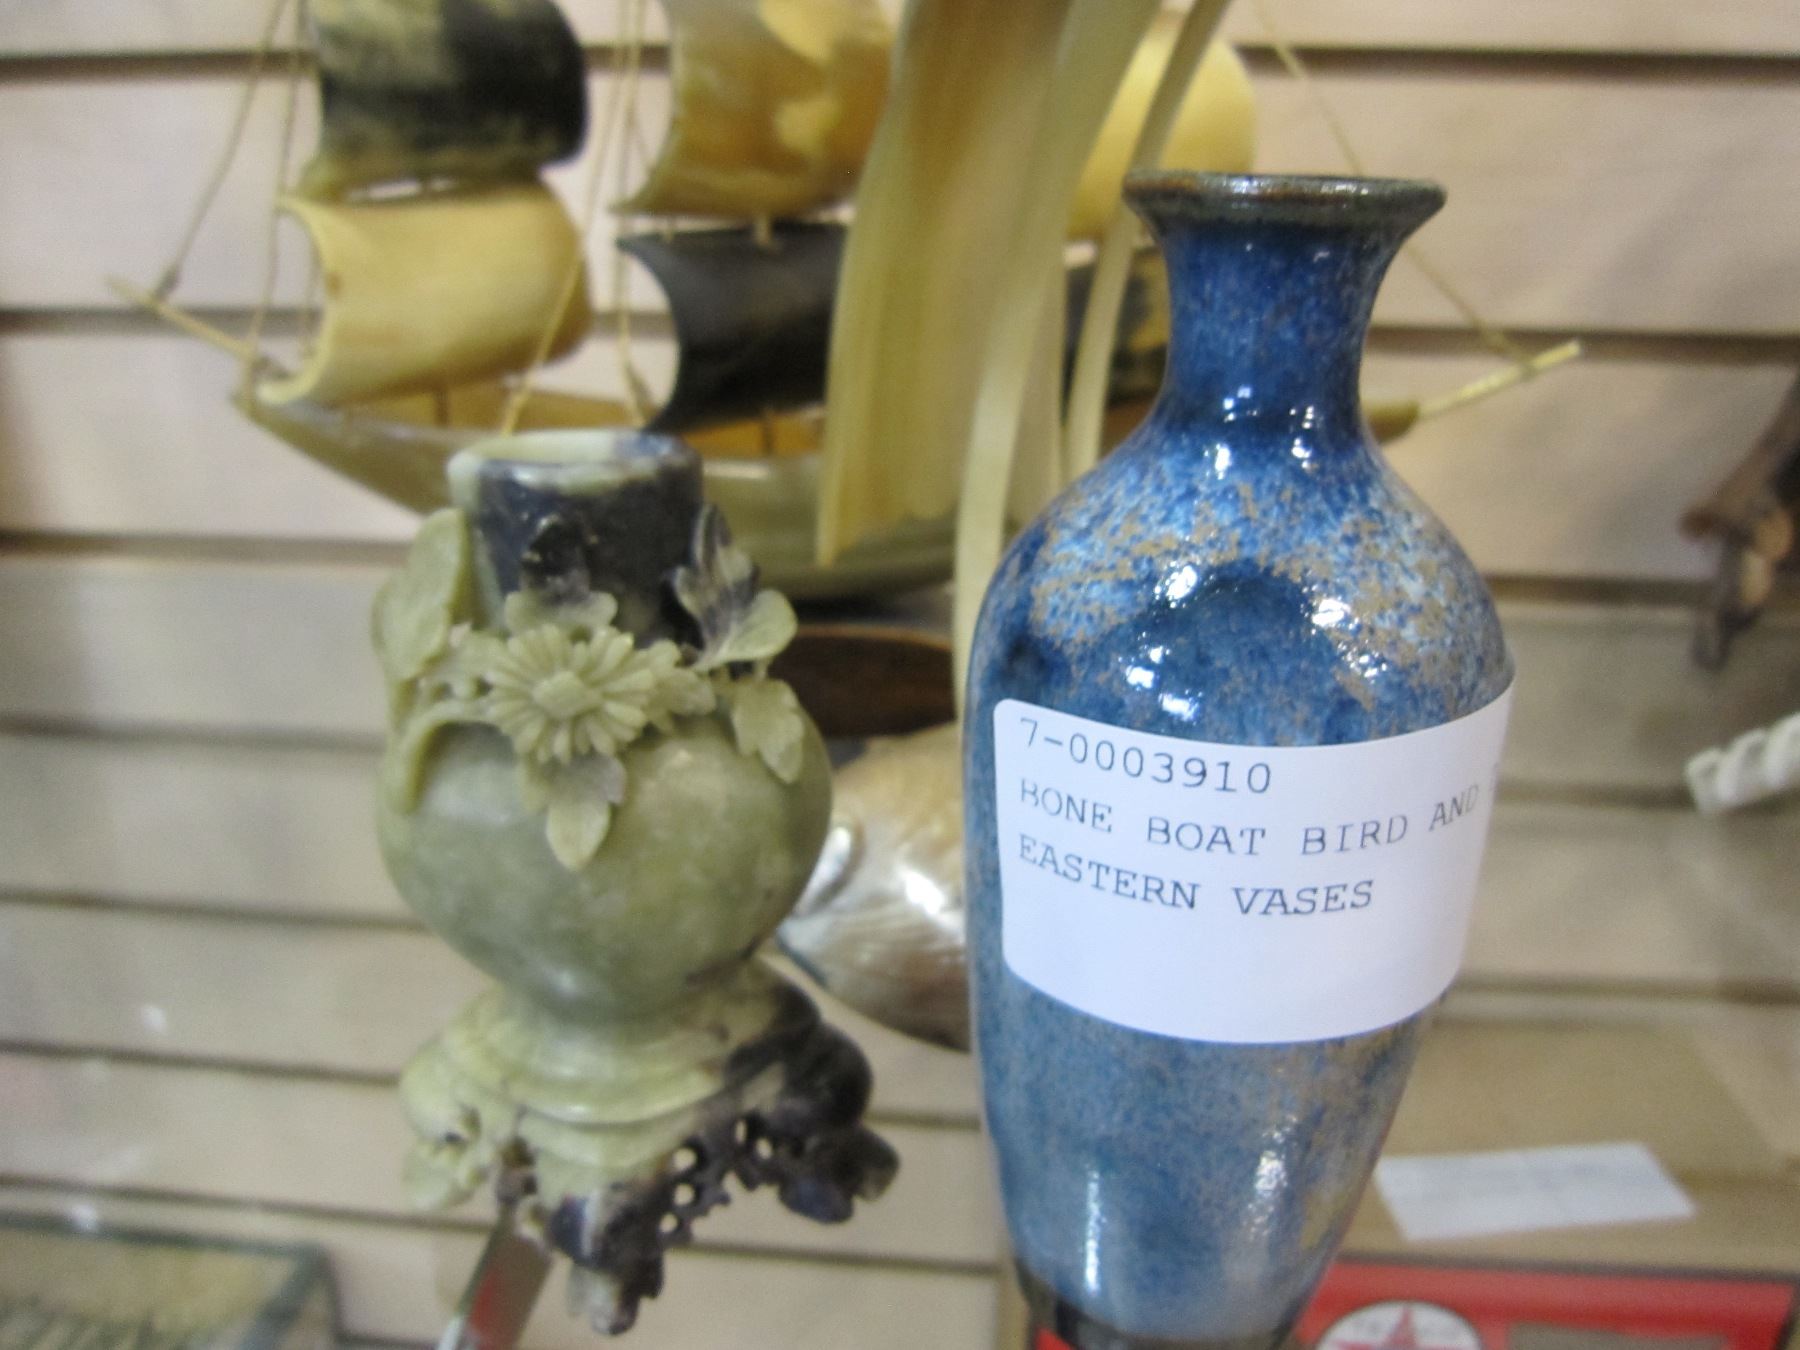 7-0003910
BONE BOAT BIRD AND
EASTERN VASES